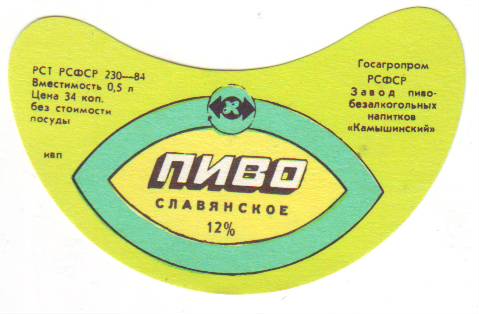 РСТ РСФСР 230—84
Вместимость 0,5 л
Цена 34 коп.
без стоимости
посуды
ивп
ПИВО
СЛАВЯНСКОЕ
12%
Госагропром
РСФСР
Завод пиво-
безалкогольных
напитков
«Камышинский»